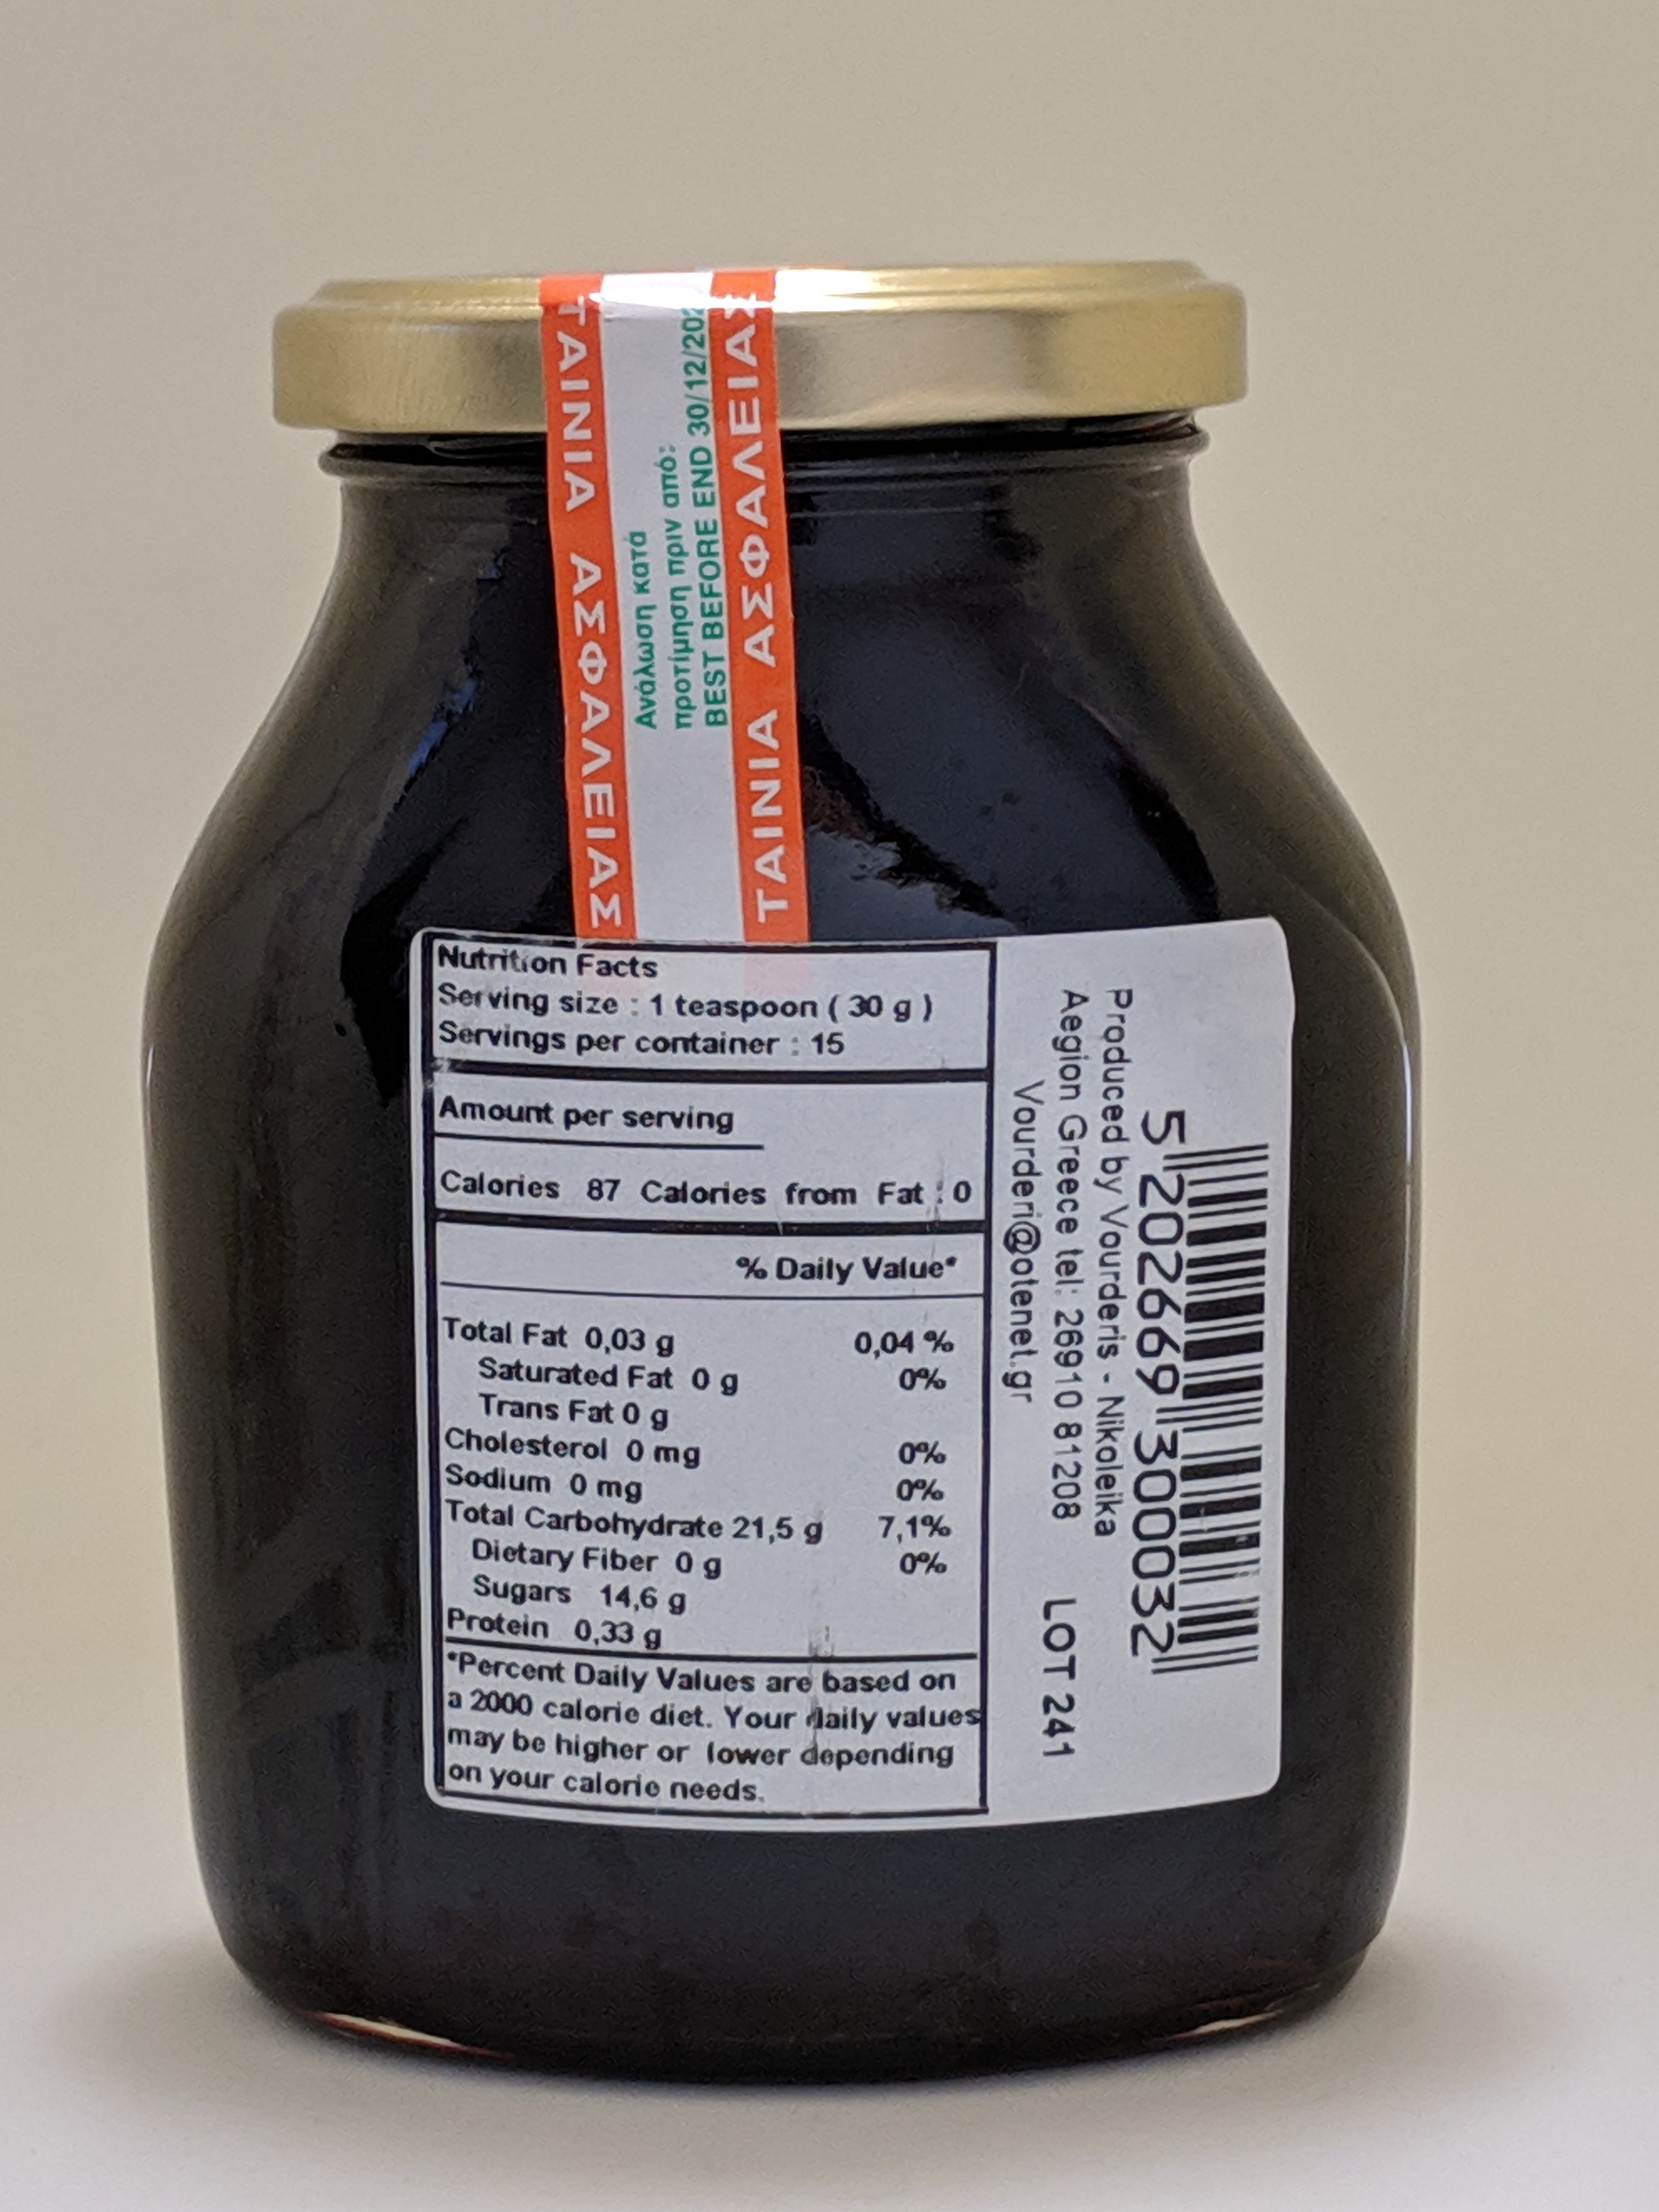 ΤΑΙΝΙΑ ΑΣΦΑΛΕΙΑΣ
Ανάλωση κατά
προτίμηση πριν από:
BEST BEFORE END 30/12/202
ΤΑΙΝΙΑ ΑΣΦΑΛΕΙΑΣ
Nutrition Facts
Serving size : 1 teaspoon ( 30 g )
Servings per container : 15
Amount per serving
Calories 87 Calories from Fat : 0
% Daily Value*
Total Fat 0,03 g 0,04 %
Saturated Fat 0 g 0%
Trans Fat 0 g
Cholesterol 0 mg 0%
Sodium 0 mg 0%
Total Carbohydrate 21,5 g 7,1%
Dietary Fiber 0 g 0%
Sugars 14,6 g
Protein 0,33 g
*Percent Daily Values are based on
a 2000 calorie diet. Your daily values
may be higher or lower depending
on your calorie needs.
5 202669 300032
Produced by Vourderis - Nikoleika
Aegion Greece tel: 26910 81208
Vourderi@otenet.gr
LOT 241